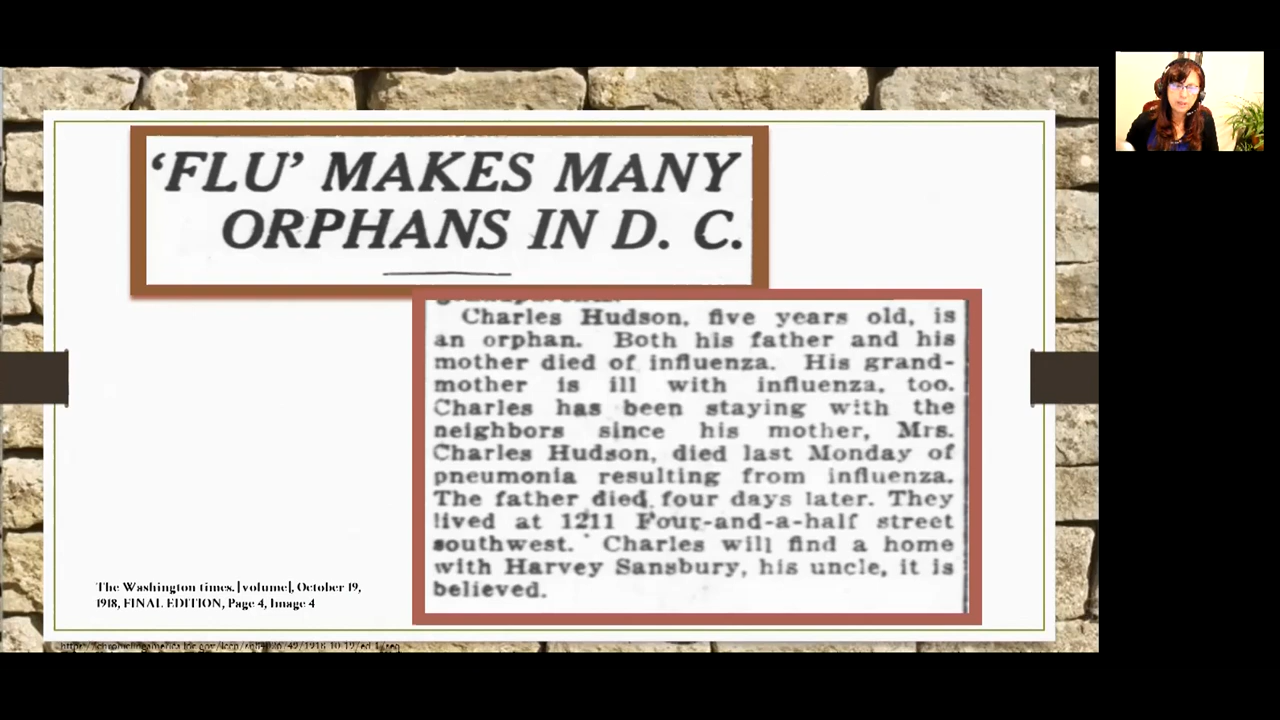 ‘FLU’ MAKES MANY
ORPHANS IN D. C.
Charles Hudson, five years old, is
an orphan. Both his father and his
mother died of influenza. His grand-
mother is ill with influenza, too.
Charles has been staying with the
neighbors since his mother, Mrs.
Charles Hudson, died last Monday of
pneumonia resulting from influenza.
The father died four days later. They
lived at 1211 Four-and-a-half street
southwest. Charles will find a home
with Harvey Sansbury, his uncle, it is
believed.
The Washington times. [volume], October 19,
1918, FINAL EDITION, Page 4, Image 4